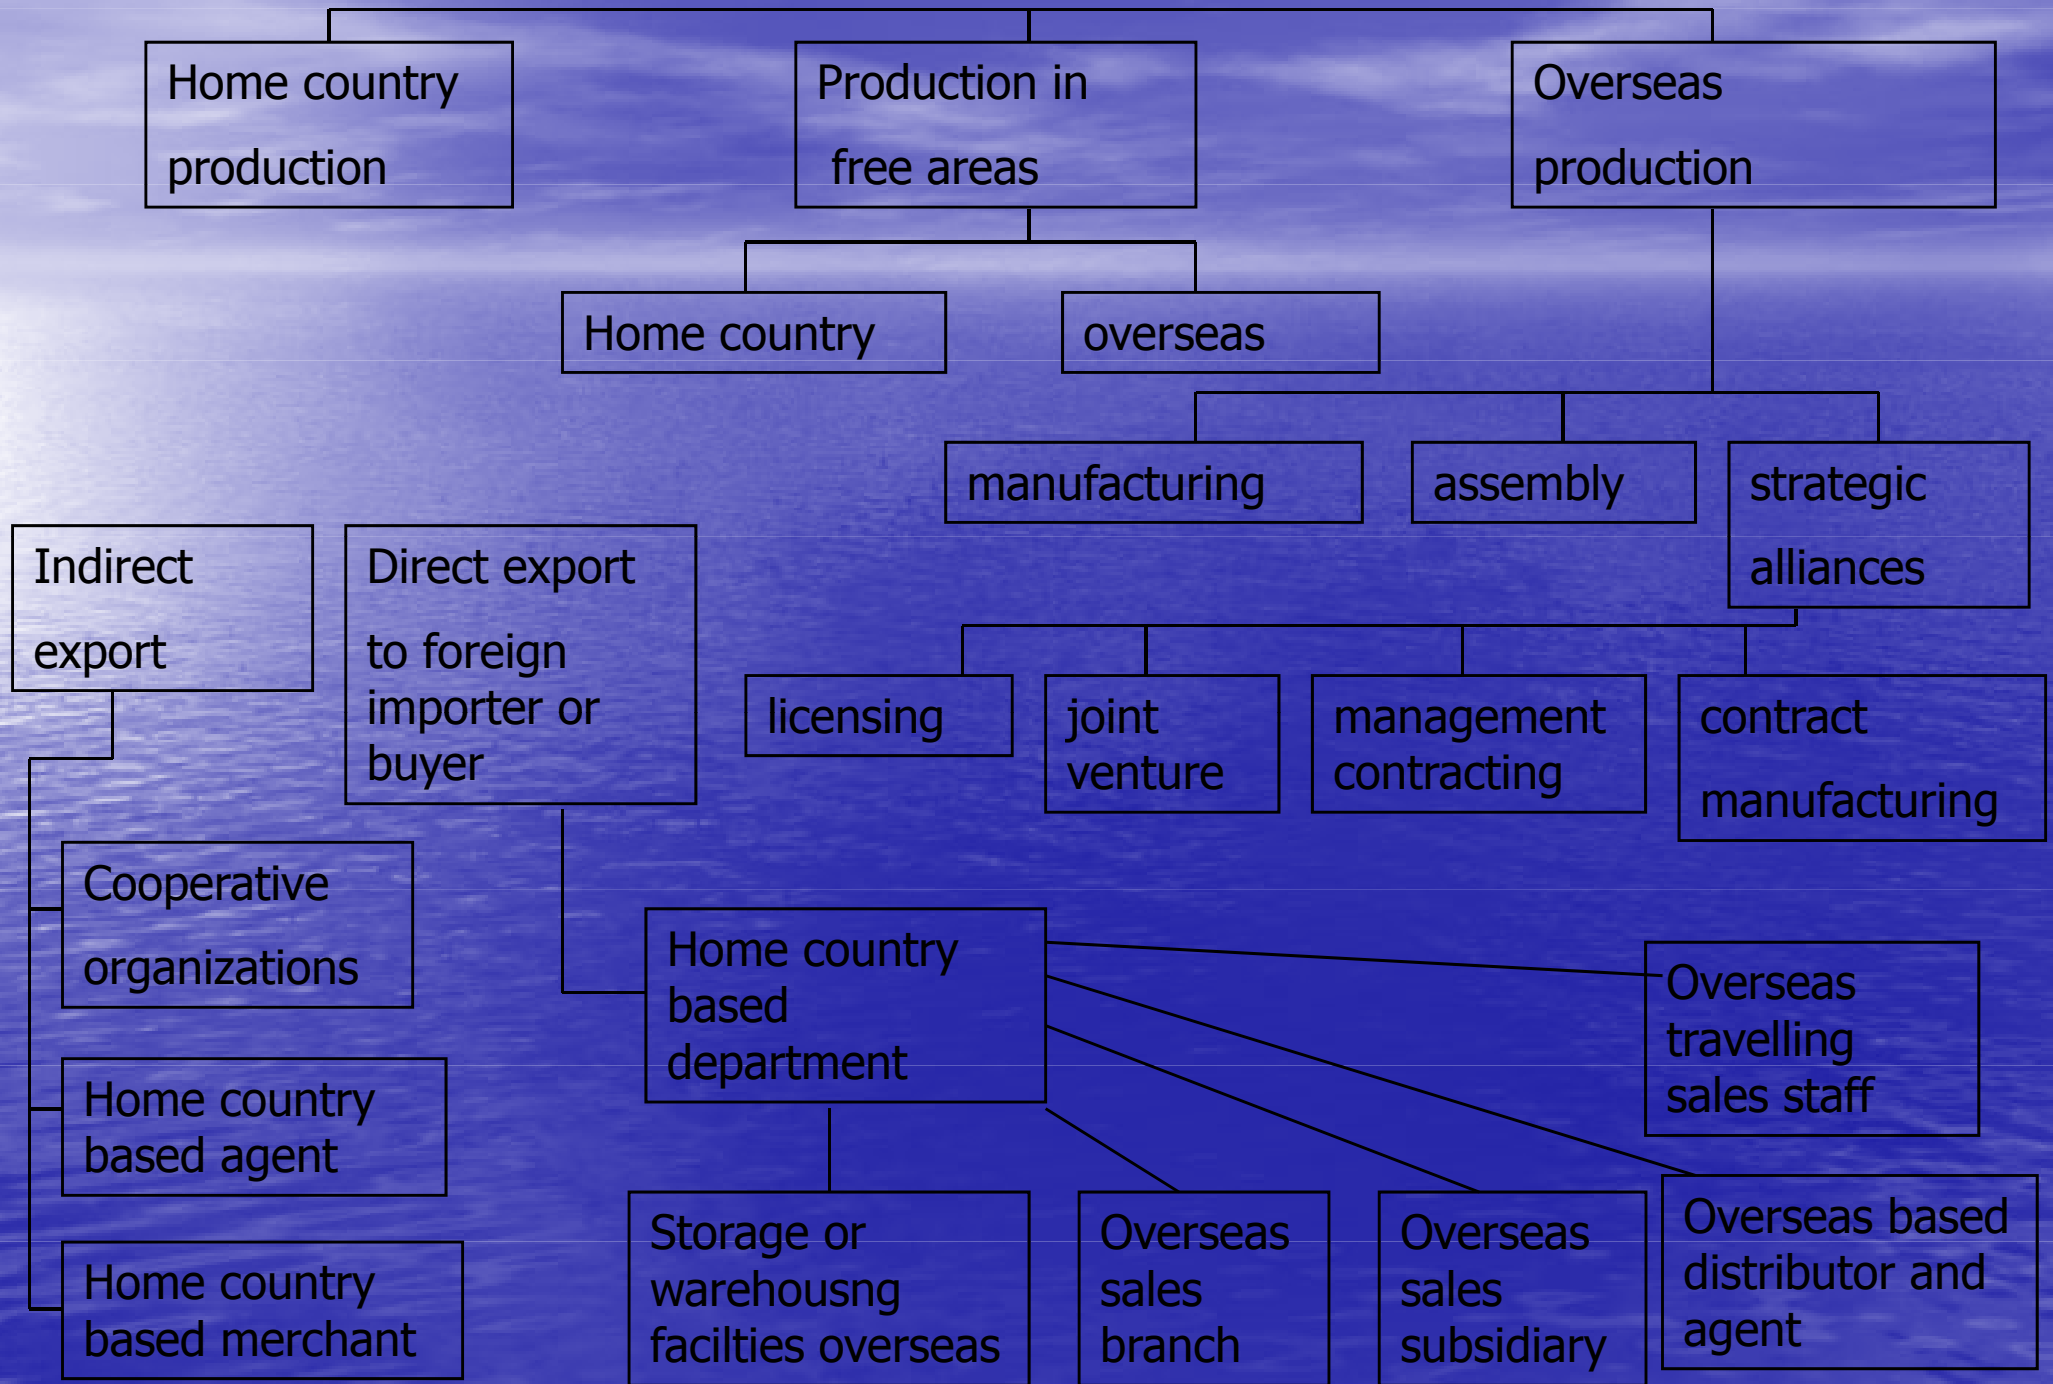 Home country
production
Production in
free areas
Overseas
production
Home country
overseas
manufacturing
assembly
strategic
alliances
Indirect
export
Direct export
to foreign
importer or
buyer
licensing
joint
venture
management
contracting
contract
manufacturing
Cooperative
organizations
Home country
based
department
Overseas
travelling
sales staff
Home country
based agent
Home country
based merchant
Storage or
warehousng
facilties overseas
Overseas
sales
branch
Overseas
sales
subsidiary
Overseas based
distributor and
agent